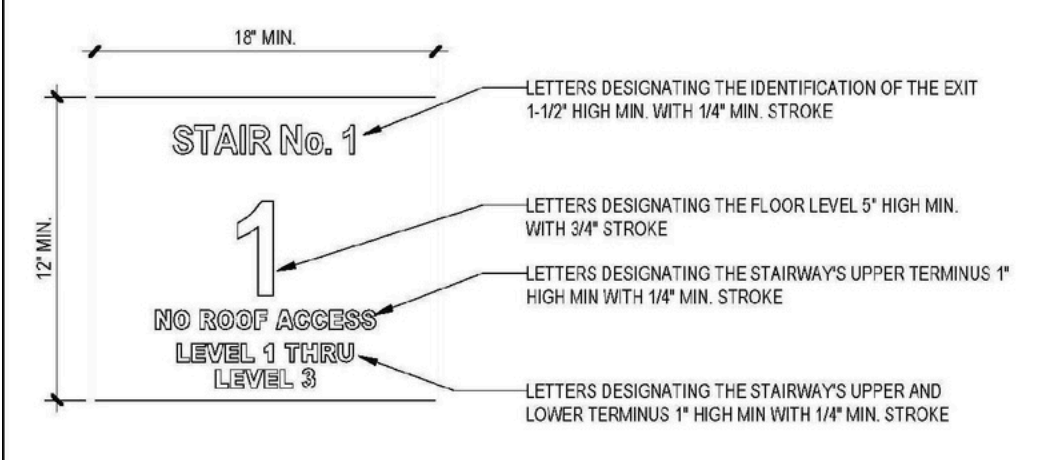 18" MIN.
LETTERS DESIGNATING THE IDENTIFICATION OF THE EXIT
1-1/2" HIGH MIN. WITH 1/4" MIN. STROKE
STAIR No. 1
12" MIN.
1
LETTERS DESIGNATING THE FLOOR LEVEL 5" HIGH MIN.
WITH 3/4" STROKE
LETTERS DESIGNATING THE STAIRWAY'S UPPER TERMINUS 1"
HIGH MIN WITH 1/4" MIN. STROKE
NO ROOF ACCESS
LEVEL 1 THRU
LEVEL 3
LETTERS DESIGNATING THE STAIRWAY'S UPPER AND
LOWER TERMINUS 1" HIGH MIN WITH 1/4" MIN. STROKE